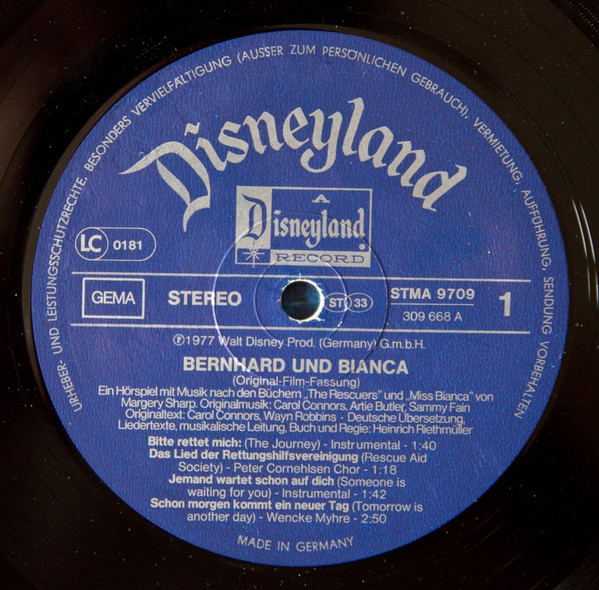 URHEBER- UND LEISTUNGSSCHUTZRECHTE, BESONDERS VERVIELFÄLTIGUNG (AUSSER ZUM PERSÖNLICHEN GEBRAUCH), VERMIETUNG, AUFFÜHRUNG, SENDUNG VORBEHALTEN
Disneyland
A
Disneyland
RECORD
LC 0181
GEMA STEREO ST 33 STMA 9709 1
309 668 A
Ⓟ1977 Walt Disney Prod. (Germany) G.m.b.H.
BERNHARD UND BIANCA
(Original-Film-Fassung)
Ein Hörspiel mit Musik nach den Büchern „The Rescuers" und „Miss Bianca" von
Margery Sharp. Originalmusik: Carol Connors, Artie Butler, Sammy Fain
Originaltext: Carol Connors, Wayn Robbins - Deutsche Übersetzung,
Liedertexte, musikalische Leitung, Buch und Regie: Heinrich Riethmüller
Bitte rettet mich: (The Journey) - Instrumental - 1:40
Das Lied der Rettungshilfsvereinigung (Rescue Aid
Society) - Peter Cornehlsen Chor - 1:18
Jemand wartet schon auf dich (Someone is
waiting for you) - Instrumental - 1:42
Schon morgen kommt ein neuer Tag (Tomorrow is
another day) - Wencke Myhre - 2:50
MADE IN GERMANY